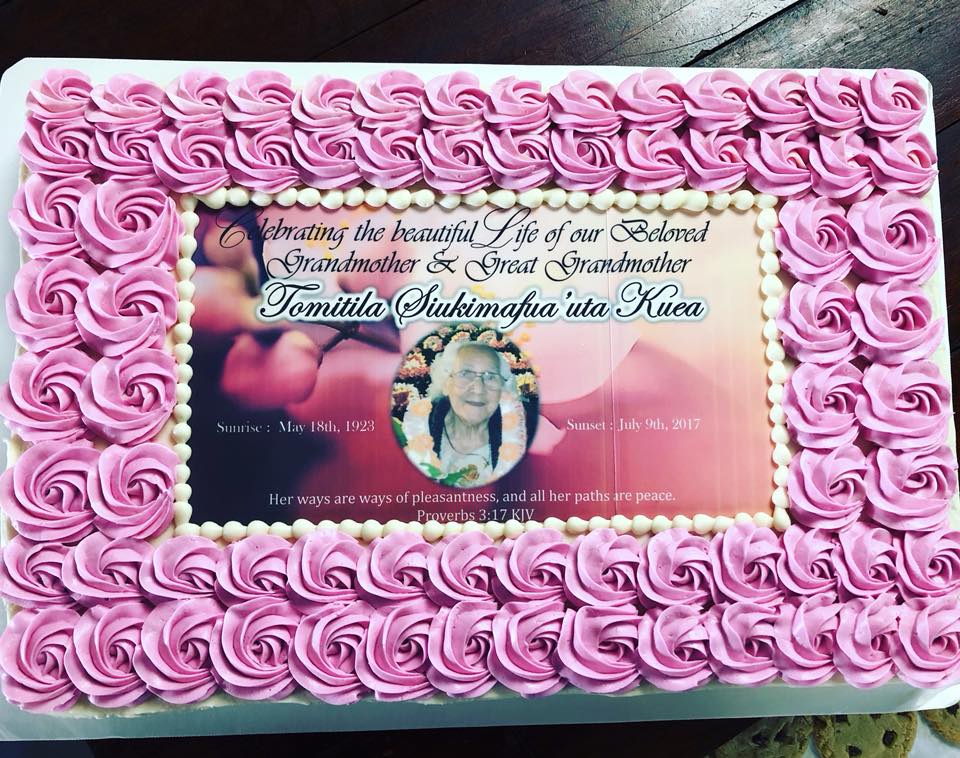 Celebrating the beautiful Life of our Beloved
Grandmother & Great Grandmother
Tomitila Siukimafua'uta Kuea
Sunrise : May 18th, 1923
Sunset : July 9th, 2017
Her ways are ways of pleasantness, and all her paths are peace.
Proverbs 3:17 KJV